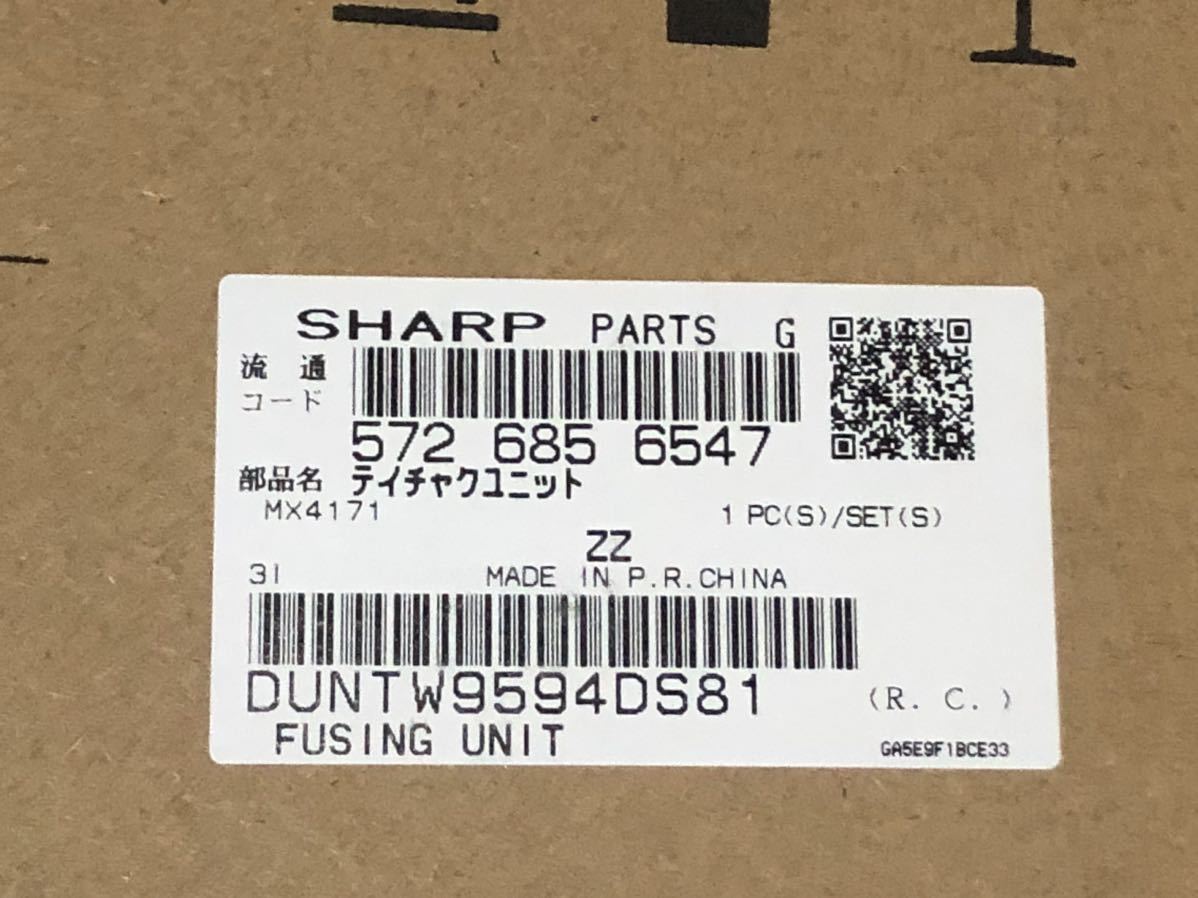 SHARP PARTS G
流通
コード
572 685 6547
部品名 テイチャクユニット
MX4171 1 PC(S)/SET(S)
ZZ
31 MADE IN P.R.CHINA
DUNTW9594DS81 (R. C. )
FUSING UNIT GA5E9F1BCE33